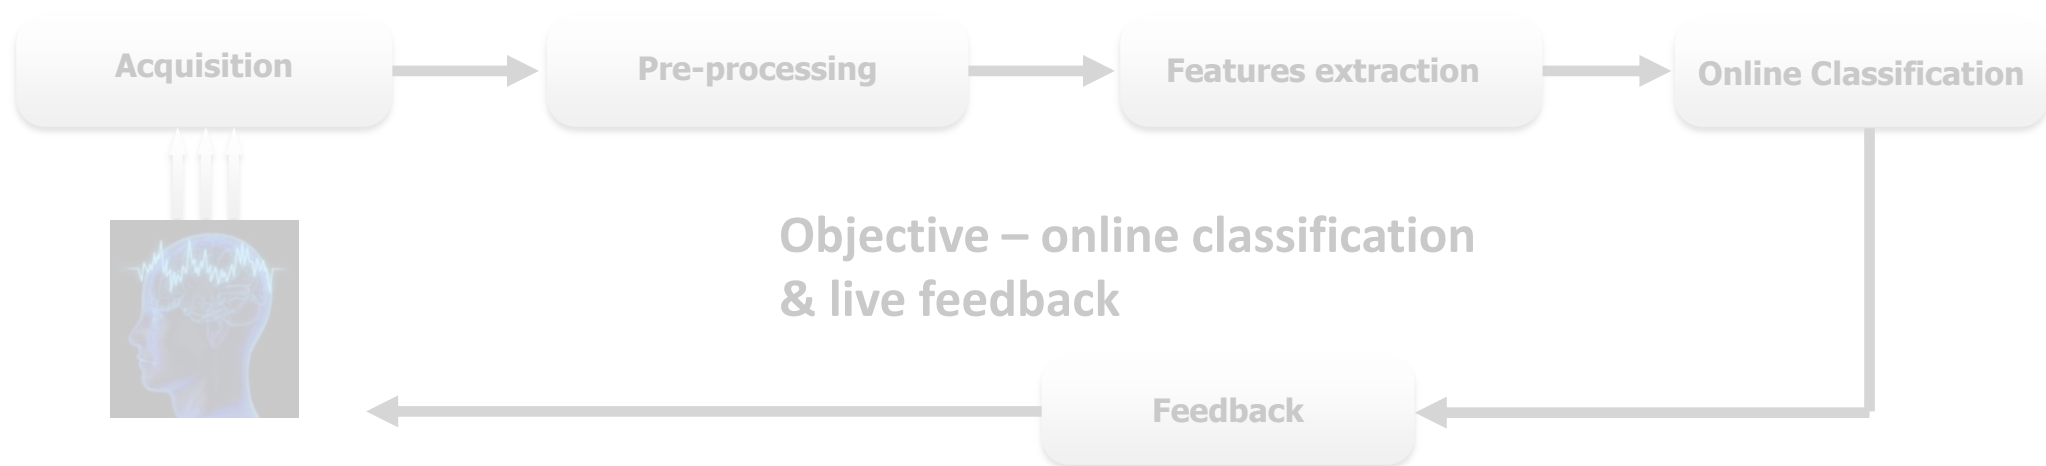 Acquisition
Pre-processing
Features extraction
Online Classification
Objective – online classification
& live feedback
Feedback